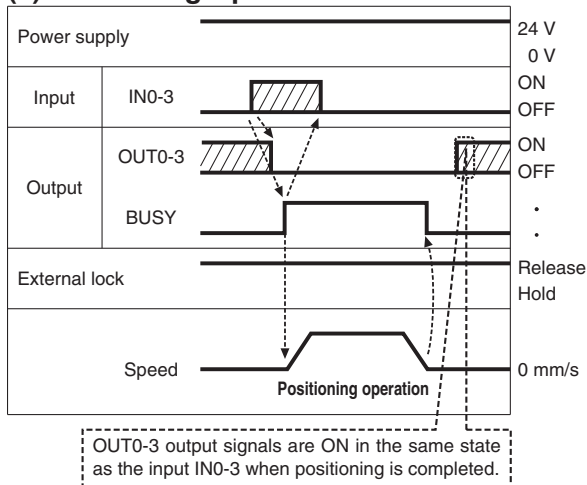 Power supply
24 V
0 V
Input
IN0-3
ON
OFF
Output
OUT0-3
ON
OFF
BUSY
External lock
Release
Hold
Speed
0 mm/s
Positioning operation
OUT0-3 output signals are ON in the same state
as the input IN0-3 when positioning is completed.